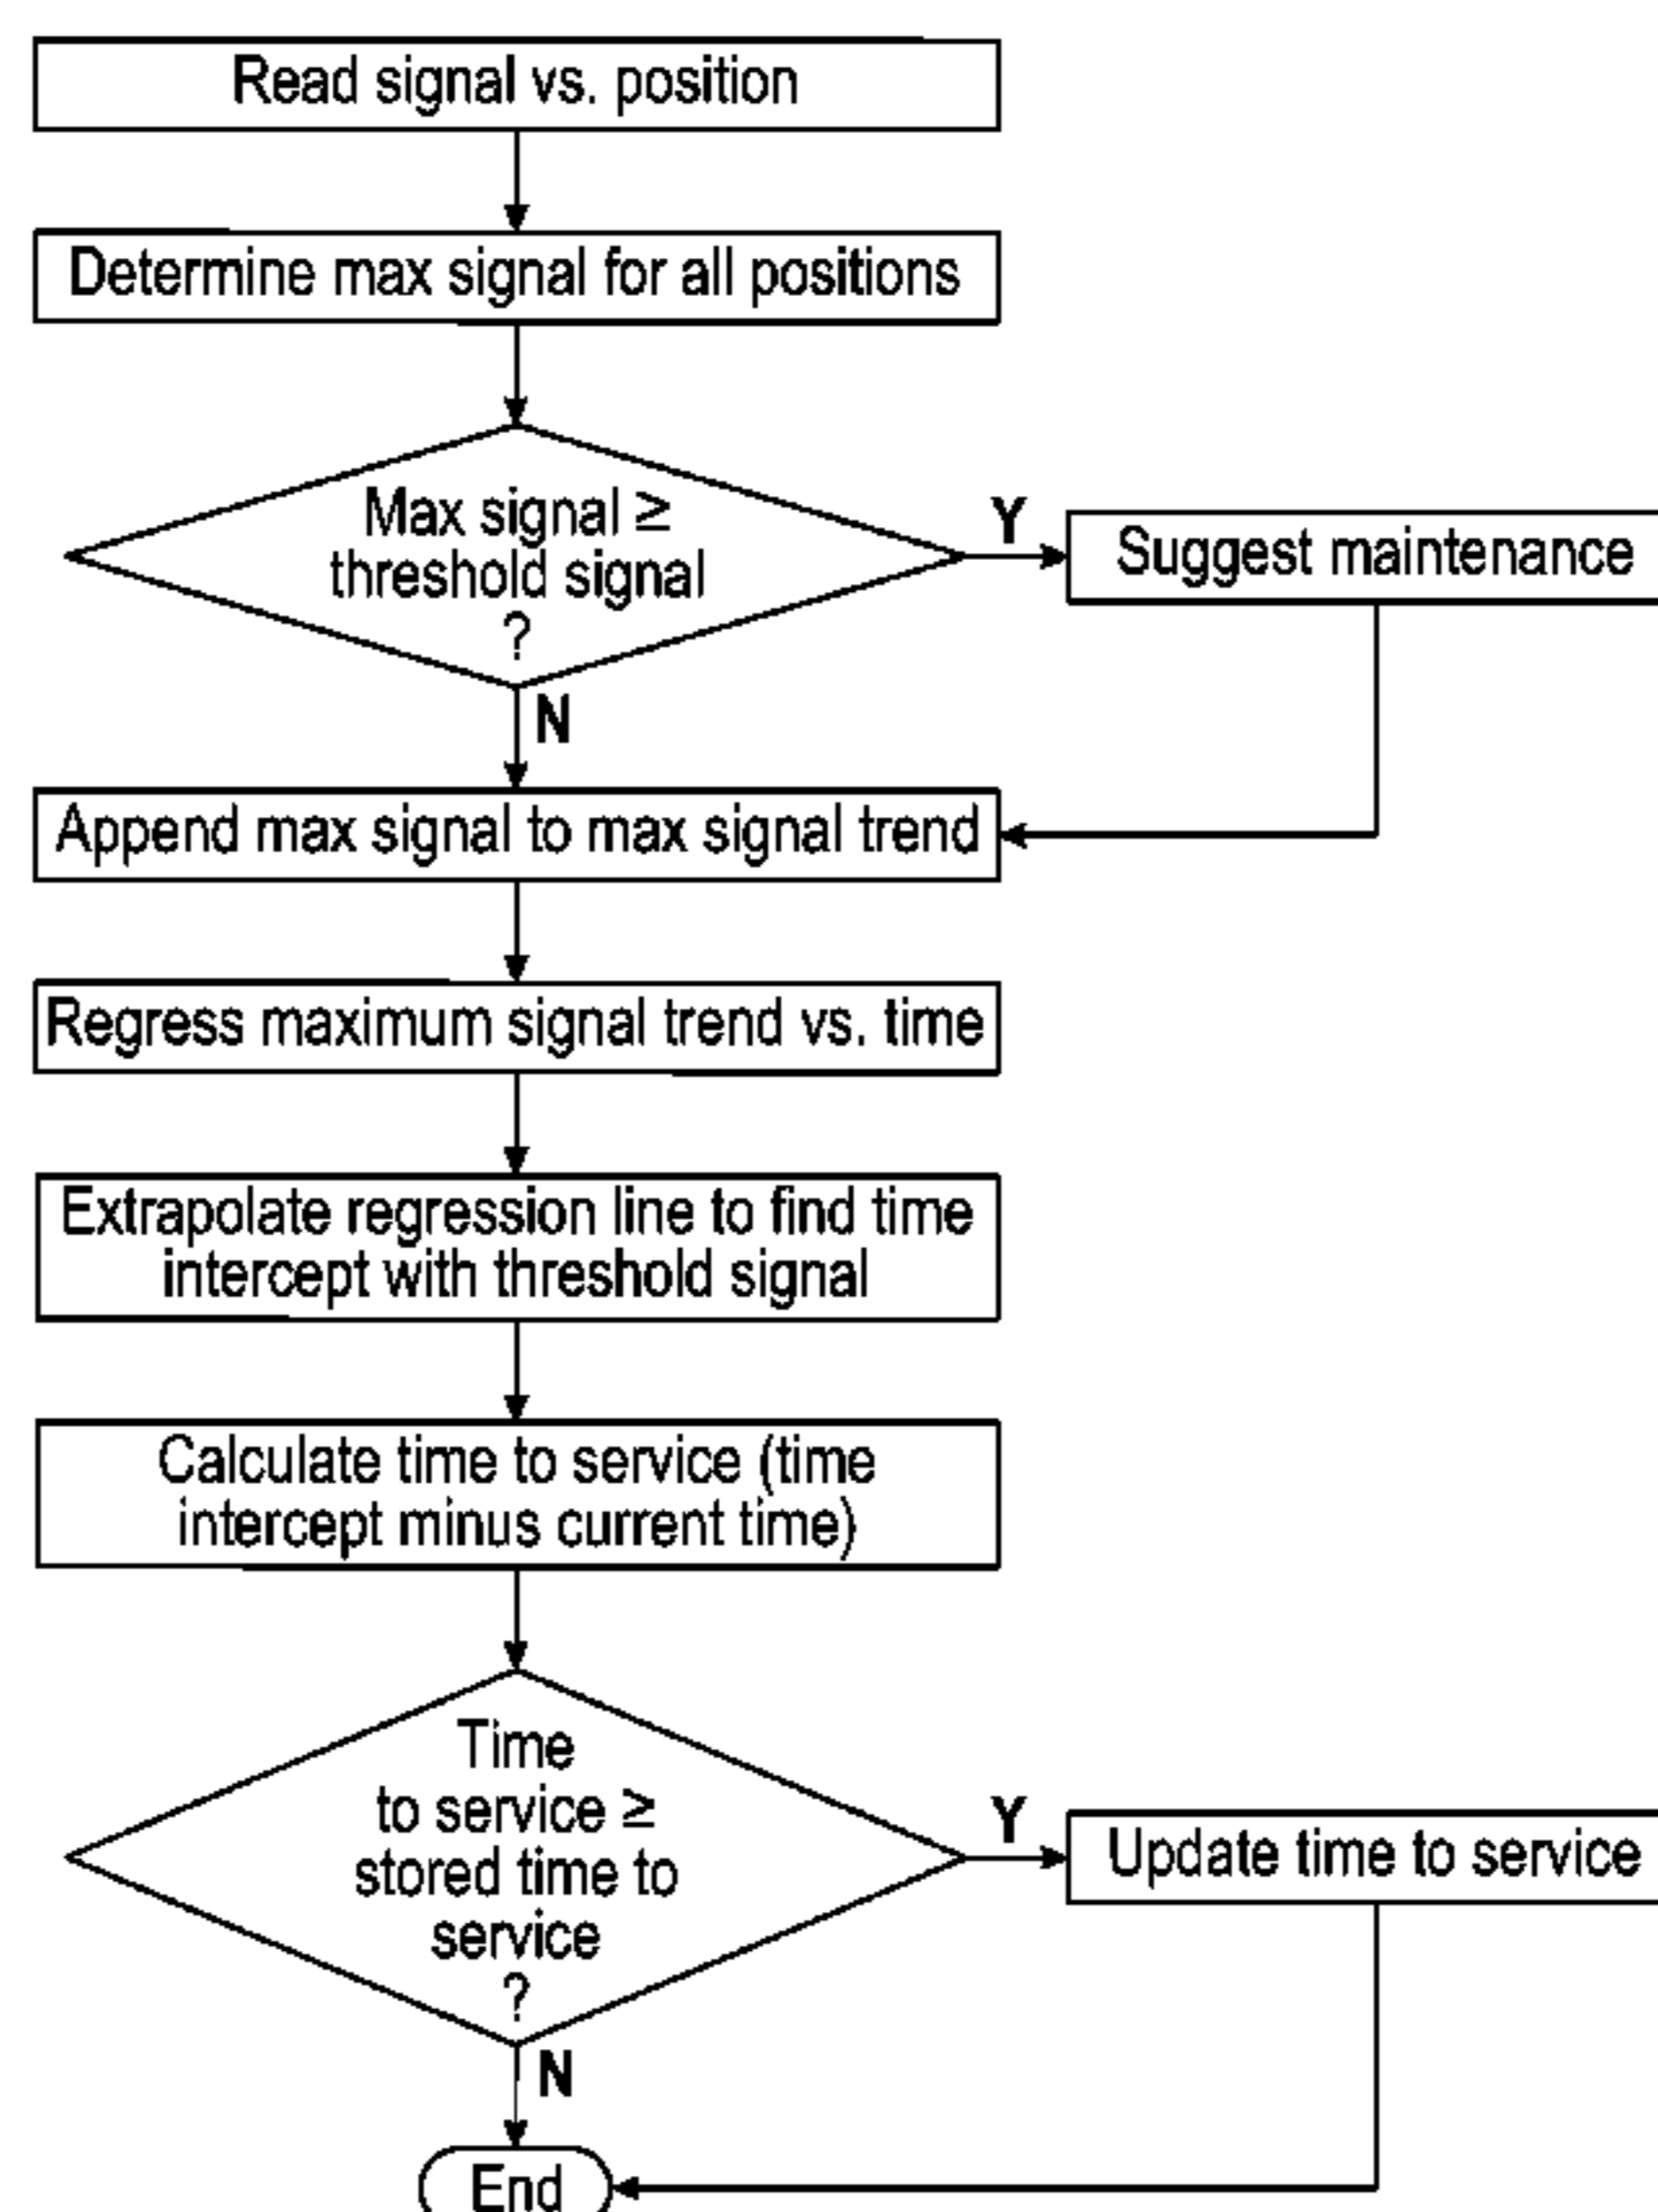 Read signal vs. position
Determine max signal for all positions
Max signal ≥
threshold signal
?
Y
Suggest maintenance
N
Append max signal to max signal trend
Regress maximum signal trend vs. time
Extrapolate regression line to find time
intercept with threshold signal
Calculate time to service (time
intercept minus current time)
Time
to service ≥
stored time to
service
?
Y
Update time to service
N
End